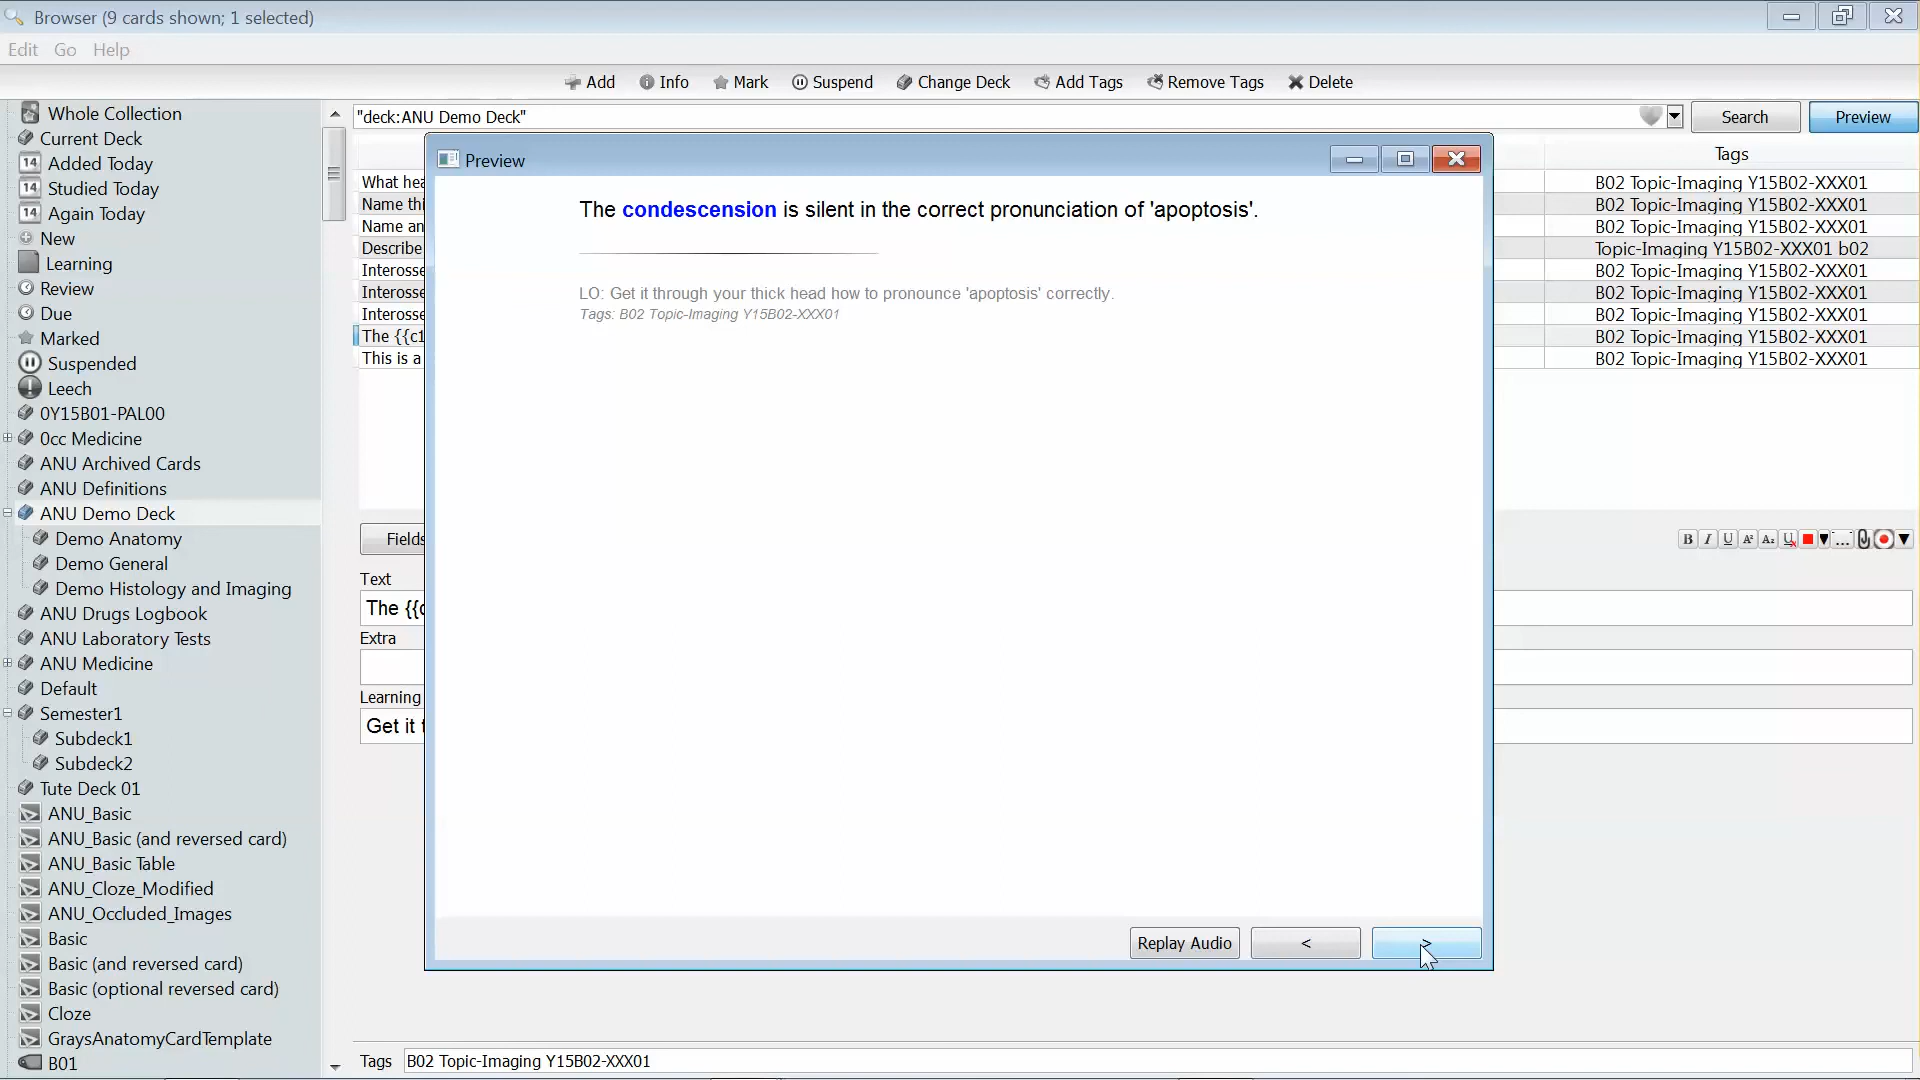 Browser (9 cards shown; 1 selected)
Edit Go Help
Add Info Mark Suspend Change Deck Add Tags Remove Tags Delete
Whole Collection
Current Deck
Added Today
Studied Today
Again Today
New
Learning
Review
Due
Marked
Suspended
Leech
0Y15B01-PAL00
0cc Medicine
ANU Archived Cards
ANU Definitions
ANU Demo Deck
Demo Anatomy
Demo General
Demo Histology and Imaging
ANU Drugs Logbook
ANU Laboratory Tests
ANU Medicine
Default
Semester1
Subdeck1
Subdeck2
Tute Deck 01
ANU_Basic
ANU_Basic (and reversed card)
ANU_Basic Table
ANU_Cloze_Modified
ANU_Occluded_Images
Basic
Basic (and reversed card)
Basic (optional reversed card)
Cloze
GraysAnatomyCardTemplate
B01
"deck:ANU Demo Deck" Search Preview
Tags
What hea
Name thi
Name an
Describe
Interosse
Interosse
Interosse
The {{c1
This is a
B02 Topic-Imaging Y15B02-XXX01
B02 Topic-Imaging Y15B02-XXX01
B02 Topic-Imaging Y15B02-XXX01
Topic-Imaging Y15B02-XXX01 b02
B02 Topic-Imaging Y15B02-XXX01
B02 Topic-Imaging Y15B02-XXX01
B02 Topic-Imaging Y15B02-XXX01
B02 Topic-Imaging Y15B02-XXX01
B02 Topic-Imaging Y15B02-XXX01
Preview
The condescension is silent in the correct pronunciation of 'apoptosis'.
LO: Get it through your thick head how to pronounce 'apoptosis' correctly.
Tags: B02 Topic-Imaging Y15B02-XXX01
Replay Audio < >
Fields
Text
The {{c
Extra
Learning
Get it t
Tags B02 Topic-Imaging Y15B02-XXX01